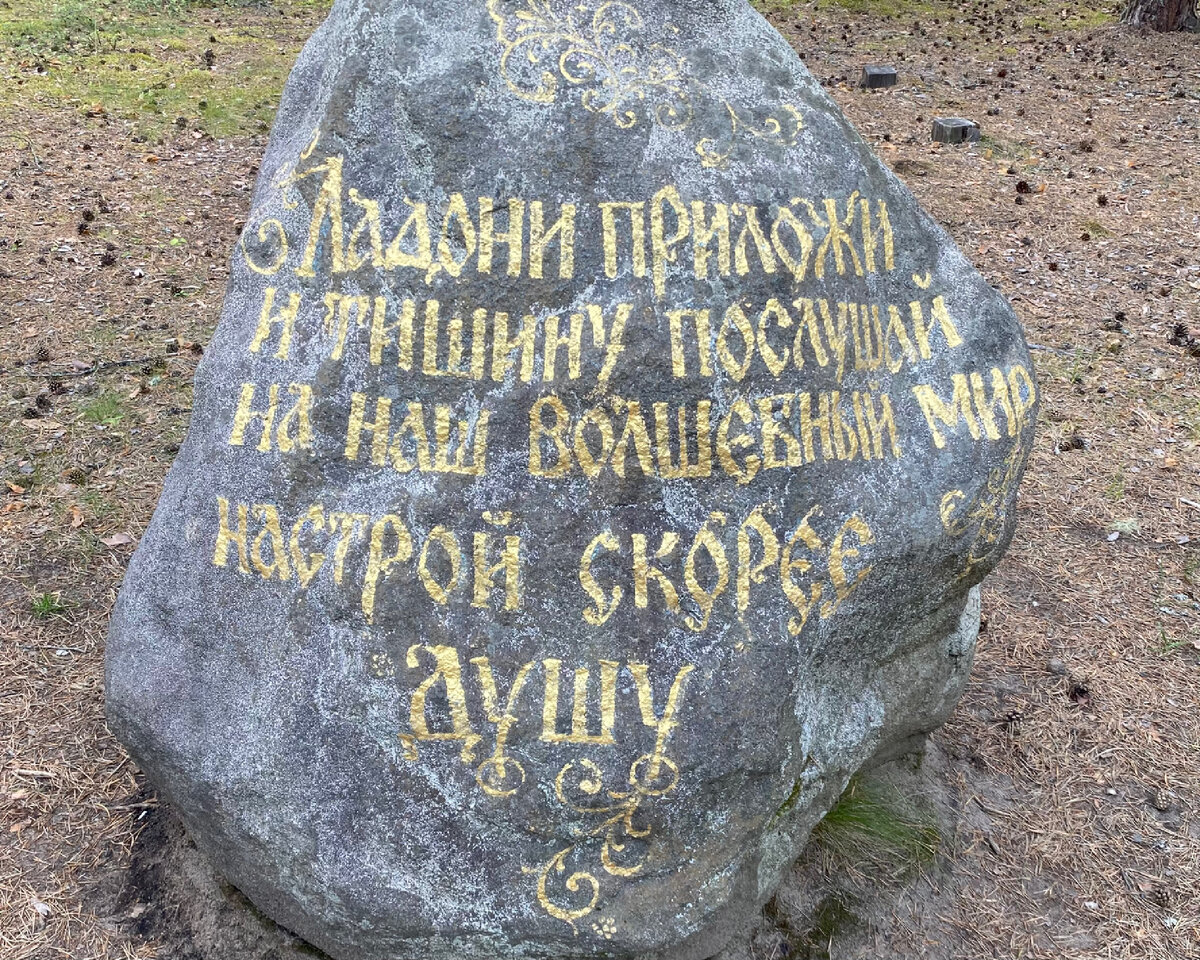 Ладони приложи
и тишину послушай
на наш волшебный мир
настрой скорее
душу